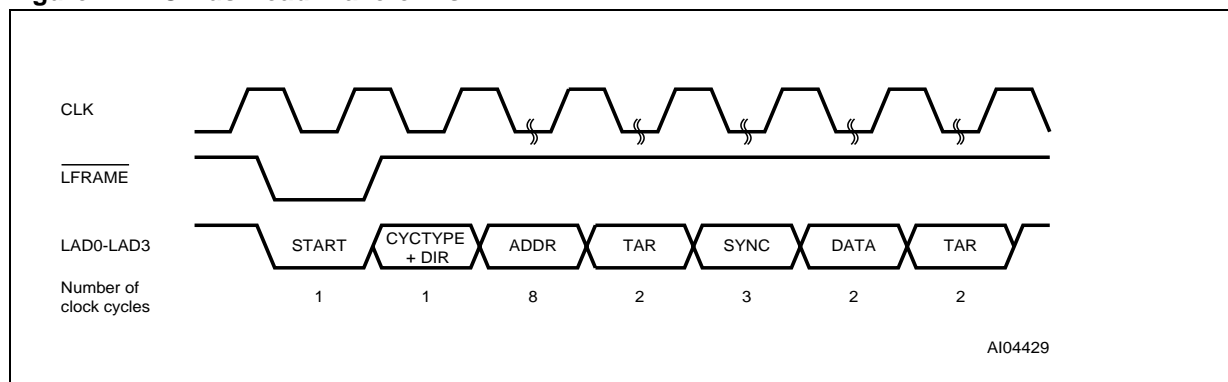 CLK
LFRAME
LAD0-LAD3
START
CYCTYPE
+ DIR
ADDR
TAR
SYNC
DATA
TAR
Number of
clock cycles
1
1
8
2
3
2
2
AI04429